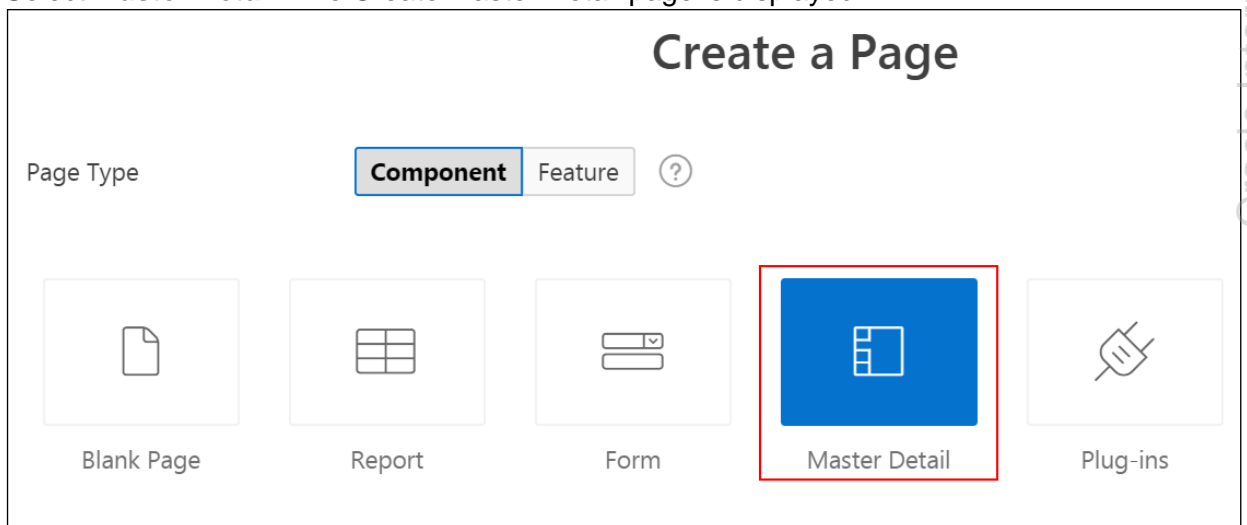 Create a Page
Page Type
Component Feature ?
Blank Page Report Form Master Detail Plug-ins